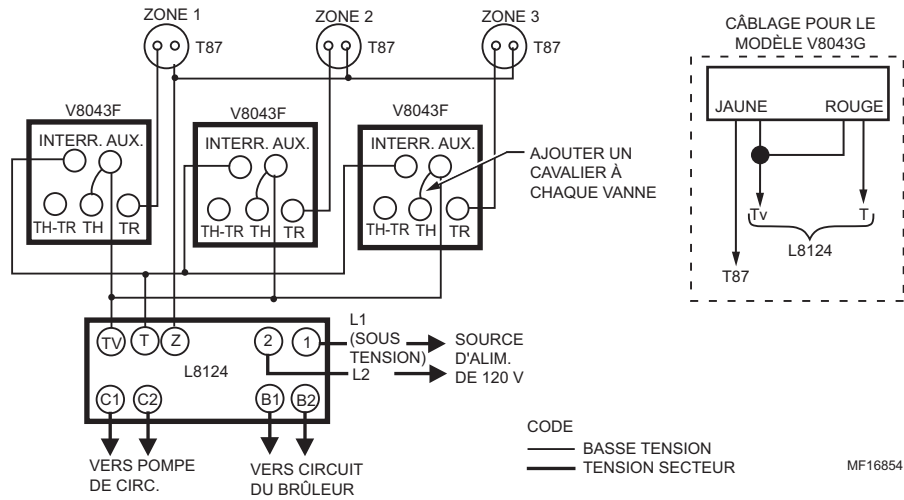 ZONE 1
ZONE 2
ZONE 3
T87
T87
T87
V8043F
V8043F
V8043F
INTERR. AUX.
INTERR. AUX.
INTERR. AUX.
TH-TR TH TR
TH-TR TH TR
TH-TR TH TR
AJOUTER UN
CAVALIER À
CHAQUE VANNE
TV T Z
2 1
L8124
C1 C2
B1 B2
L1
(SOUS
TENSION)
L2
SOURCE
D'ALIM.
DE 120 V
VERS POMPE
DE CIRC.
VERS CIRCUIT
DU BRÛLEUR
CÂBLAGE POUR LE
MODÈLE V8043G
JAUNE ROUGE
Tv T
L8124
T87
CODE
BASSE TENSION
TENSION SECTEUR
MF16854